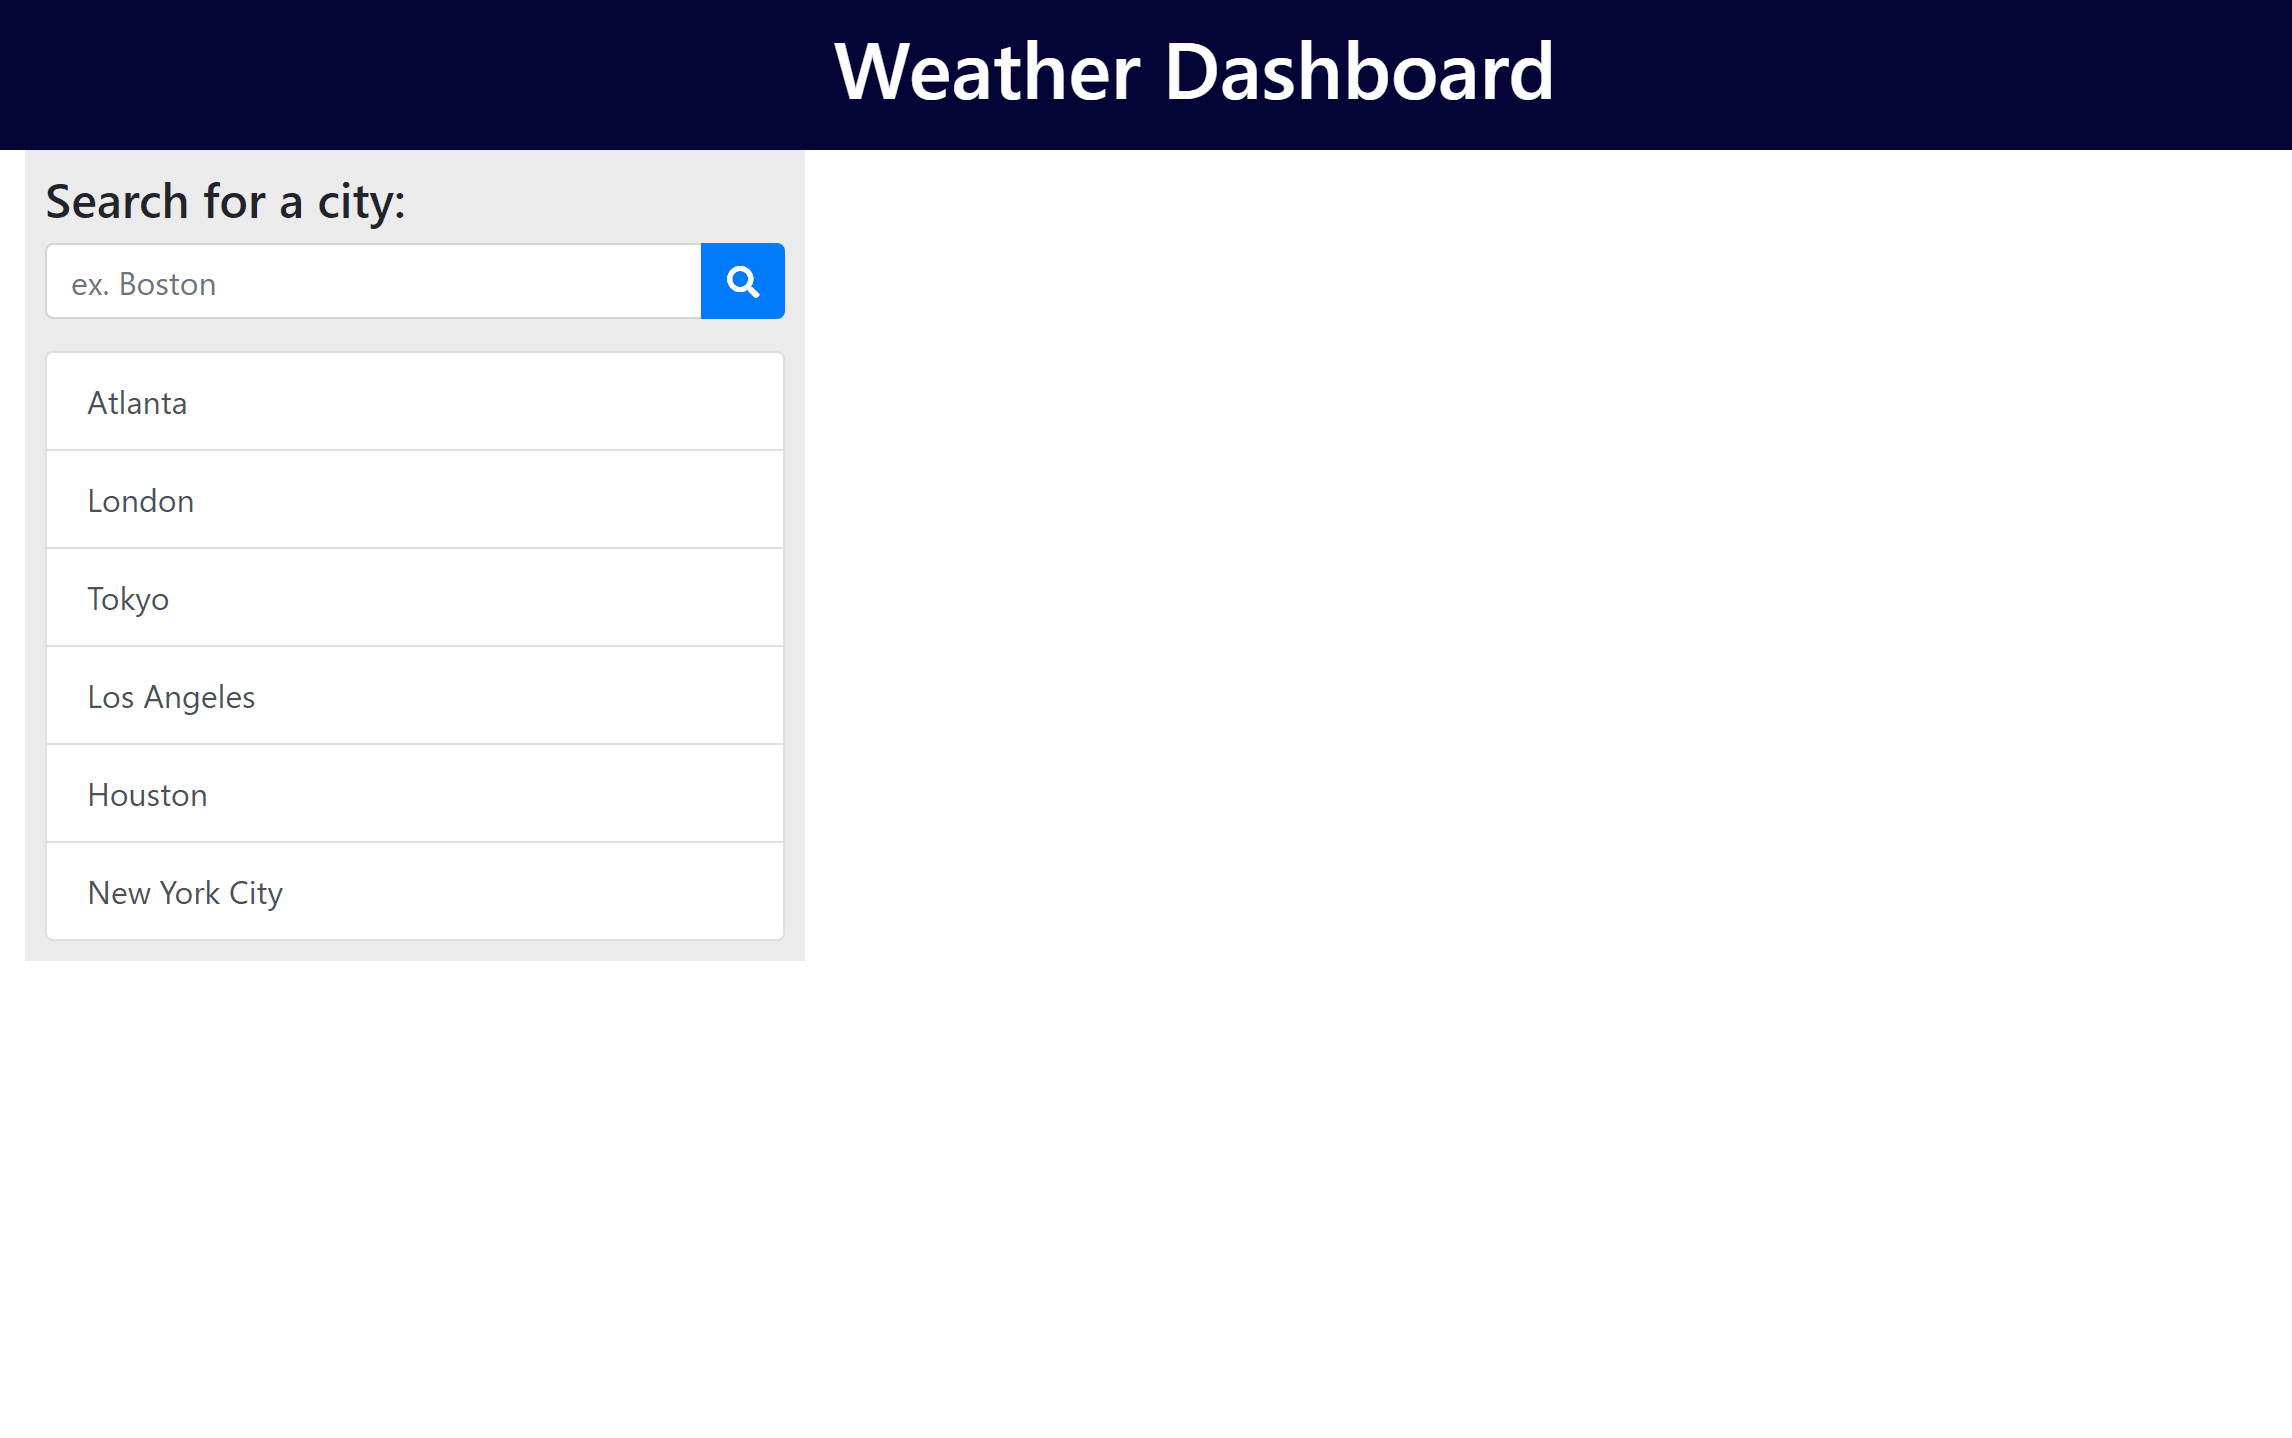 Weather Dashboard
Search for a city:
ex. Boston
Atlanta
London
Tokyo
Los Angeles
Houston
New York City